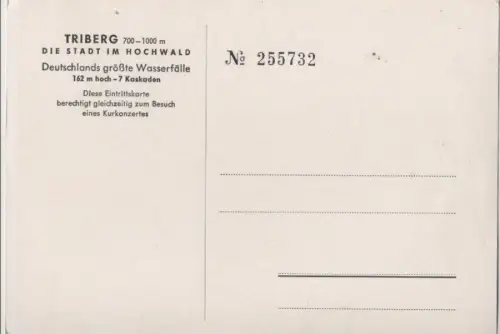 TRIBERG 700–1000 m
DIE STADT IM HOCHWALD
Deutschlands größte Wasserfälle
162 m hoch – 7 Kaskaden
Diese Eintrittskarte
berechtigt gleichzeitig zum Besuch
eines Kurkonzertes
№ 255732